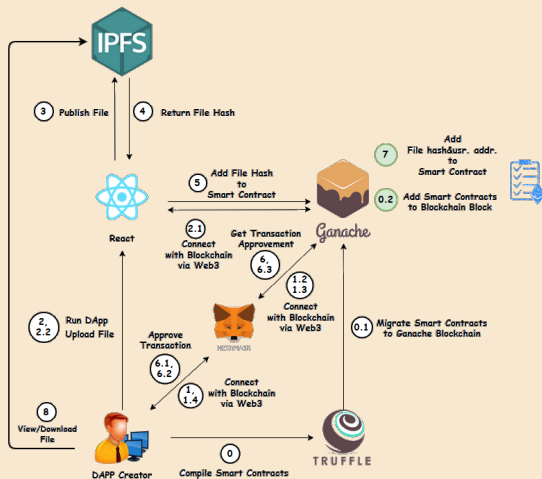 IPFS
3 Publish File
4 Return File Hash
7
Add
File hash&usr. addr.
to
Smart Contract
5
Add File Hash
to
Smart Contract
0.2
Add Smart Contracts
to Blockchain Block
React
2.1
Connect
with Blockchain
via Web3
Ganache
Get Transaction
Approvement
6,
6.3
1.2
1.3
Connect
with Blockchain
via Web3
2,
2.2
Run DApp
Upload File
0.1
Migrate Smart Contracts
to Ganache Blockchain
METAMASK
Approve
Transaction
6.1,
6.2
1,
1.4
Connect
with Blockchain
via Web3
8
View/Download
File
0
Compile Smart Contracts
DAPP Creator
TRUFFLE